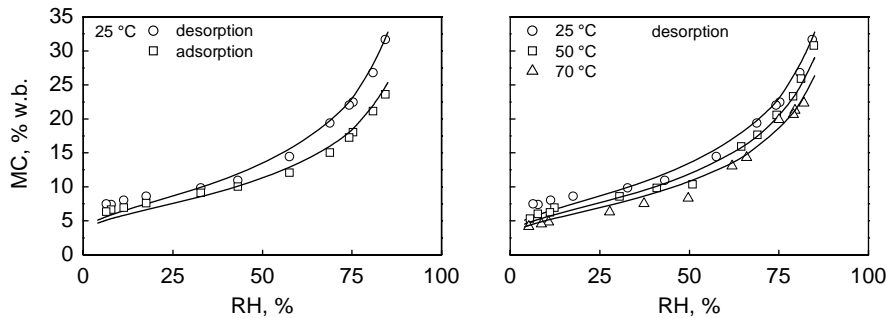 35
30
25
20
15
10
5
0
MC, % w.b.
25 °C desorption
adsorption
0 25 50 75 100
RH, %
25 °C desorption
50 °C
70 °C
0 25 50 75 100
RH, %